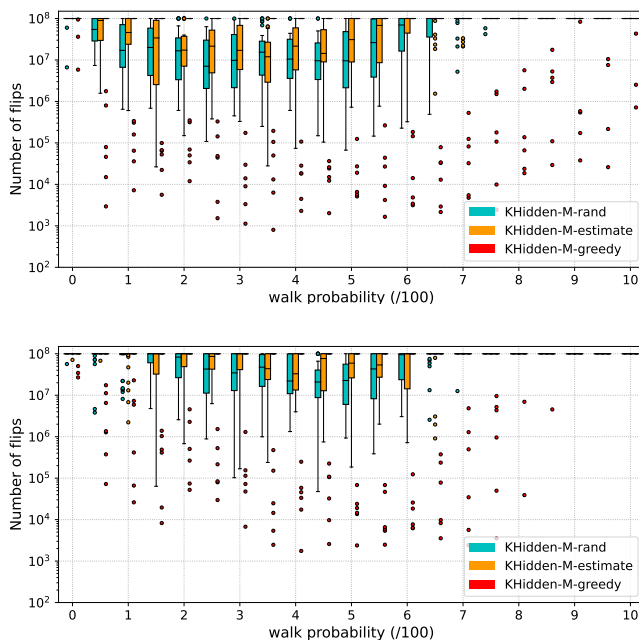 10^8
10^7
10^6
10^5
10^4
10^3
10^2
Number of flips
KHidden-M-rand
KHidden-M-estimate
KHidden-M-greedy
0 1 2 3 4 5 6 7 8 9 10
walk probability (/100)
10^8
10^7
10^6
10^5
10^4
10^3
10^2
Number of flips
KHidden-M-rand
KHidden-M-estimate
KHidden-M-greedy
0 1 2 3 4 5 6 7 8 9 10
walk probability (/100)